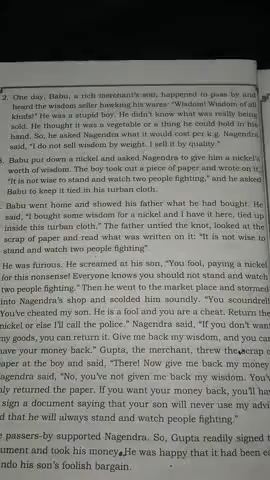 2. One day, Babu, a rich merchant's son, happened to pass by and
heard the wisdom seller hawking his wares: "Wisdom! Wisdom of all
kinds!" He was a stupid boy. He didn't know what was really being
sold. He thought it was a vegetable or a thing he could hold in his
hand. So, he asked Nagendra what it would cost per k.g. Nagendra
said, "I do not sell wisdom by weight. I sell it by quality."
Babu put down a nickel and asked Nagendra to give him a nickel's
worth of wisdom. The boy took out a piece of paper and wrote on it,
"It is not wise to stand and watch two people fighting," and he asked
Babu to keep it tied in his turban cloth.
Babu went home and showed his father what he had bought. He
said, "I bought some wisdom for a nickel and I have it here, tied up
inside this turban cloth." The father untied the knot, looked at the
scrap of paper and read what was written on it: "It is not wise to
stand and watch two people fighting"
He was furious. He screamed at his son, "You fool, paying a nickel
for this nonsense! Everyone knows you should not stand and watch
two people fighting." Then he went to the market place and stormed
into Nagendra's shop and scolded him soundly. "You scoundrel!
You've cheated my son. He is a fool and you are a cheat. Return the
nickel or else I'll call the police." Nagendra said, "If you don't want
my goods, you can return it. Give me back my wisdom, and you can
have your money back." Gupta, the merchant, threw the scrap o
paper at the boy and said, "There! Now give me back my money
Nagendra said, "No, you've not given me back my wisdom. You'v
only returned the paper. If you want your money back, you'll hav
sign a document saying that your son will never use my advi
d that he will always stand and watch people fighting."
e passers-by supported Nagendra. So, Gupta readily signed t
ument and took his money. He was happy that it had been ea
ndo his son's foolish bargain.